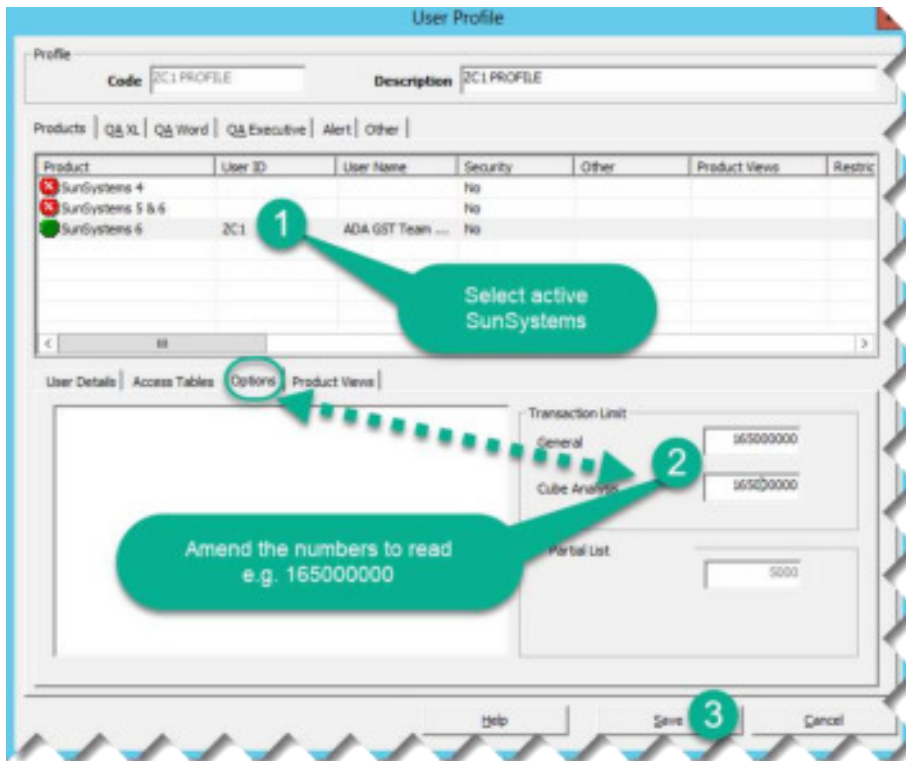 User Profile
Profile
Code ZC1 PROFILE Description ZC1 PROFILE
Products QA XL QA Word QA Executive Alert Other
Product User ID User Name Security Other Product Views Restric
SunSystems 4 No
SunSystems 5 & 6 No
SunSystems 6 ZC1 ADA GST Team .... No
1
Select active
SunSystems
User Details Access Tables Options Product Views
Transaction Limit
General 165000000
2
Cube Analysis 165000000
Amend the numbers to read
e.g. 165000000
Partial List
5000
Help Save 3 Cancel